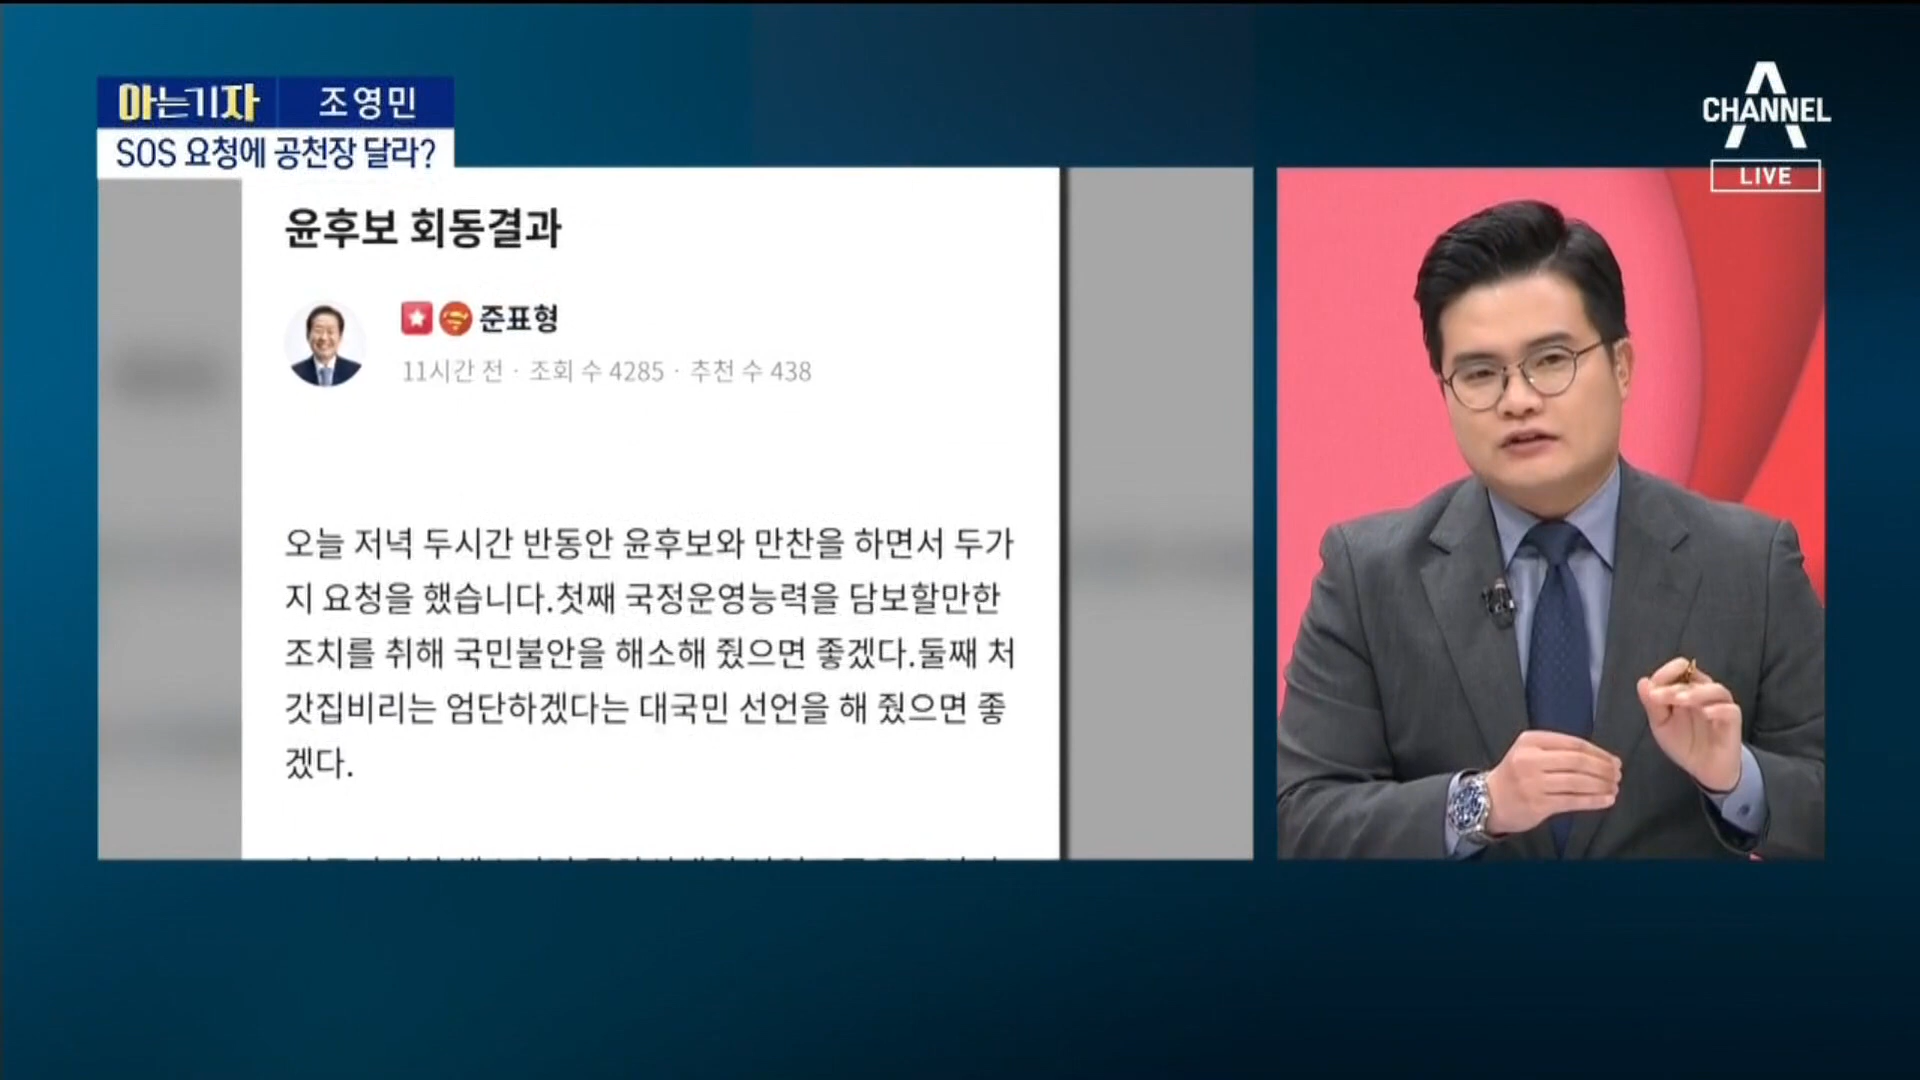 아는기자 조영민
SOS 요청에 공천장 달라?
CHANNEL A
LIVE
윤후보 회동결과
준표형
11시간 전 · 조회 수 4285 · 추천 수 438
오늘 저녁 두시간 반동안 윤후보와 만찬을 하면서 두가
지 요청을 했습니다.첫째 국정운영능력을 담보할만한
조치를 취해 국민불안을 해소해 줬으면 좋겠다.둘째 처
갓집비리는 엄단하겠다는 대국민 선언을 해 줬으면 좋
겠다.